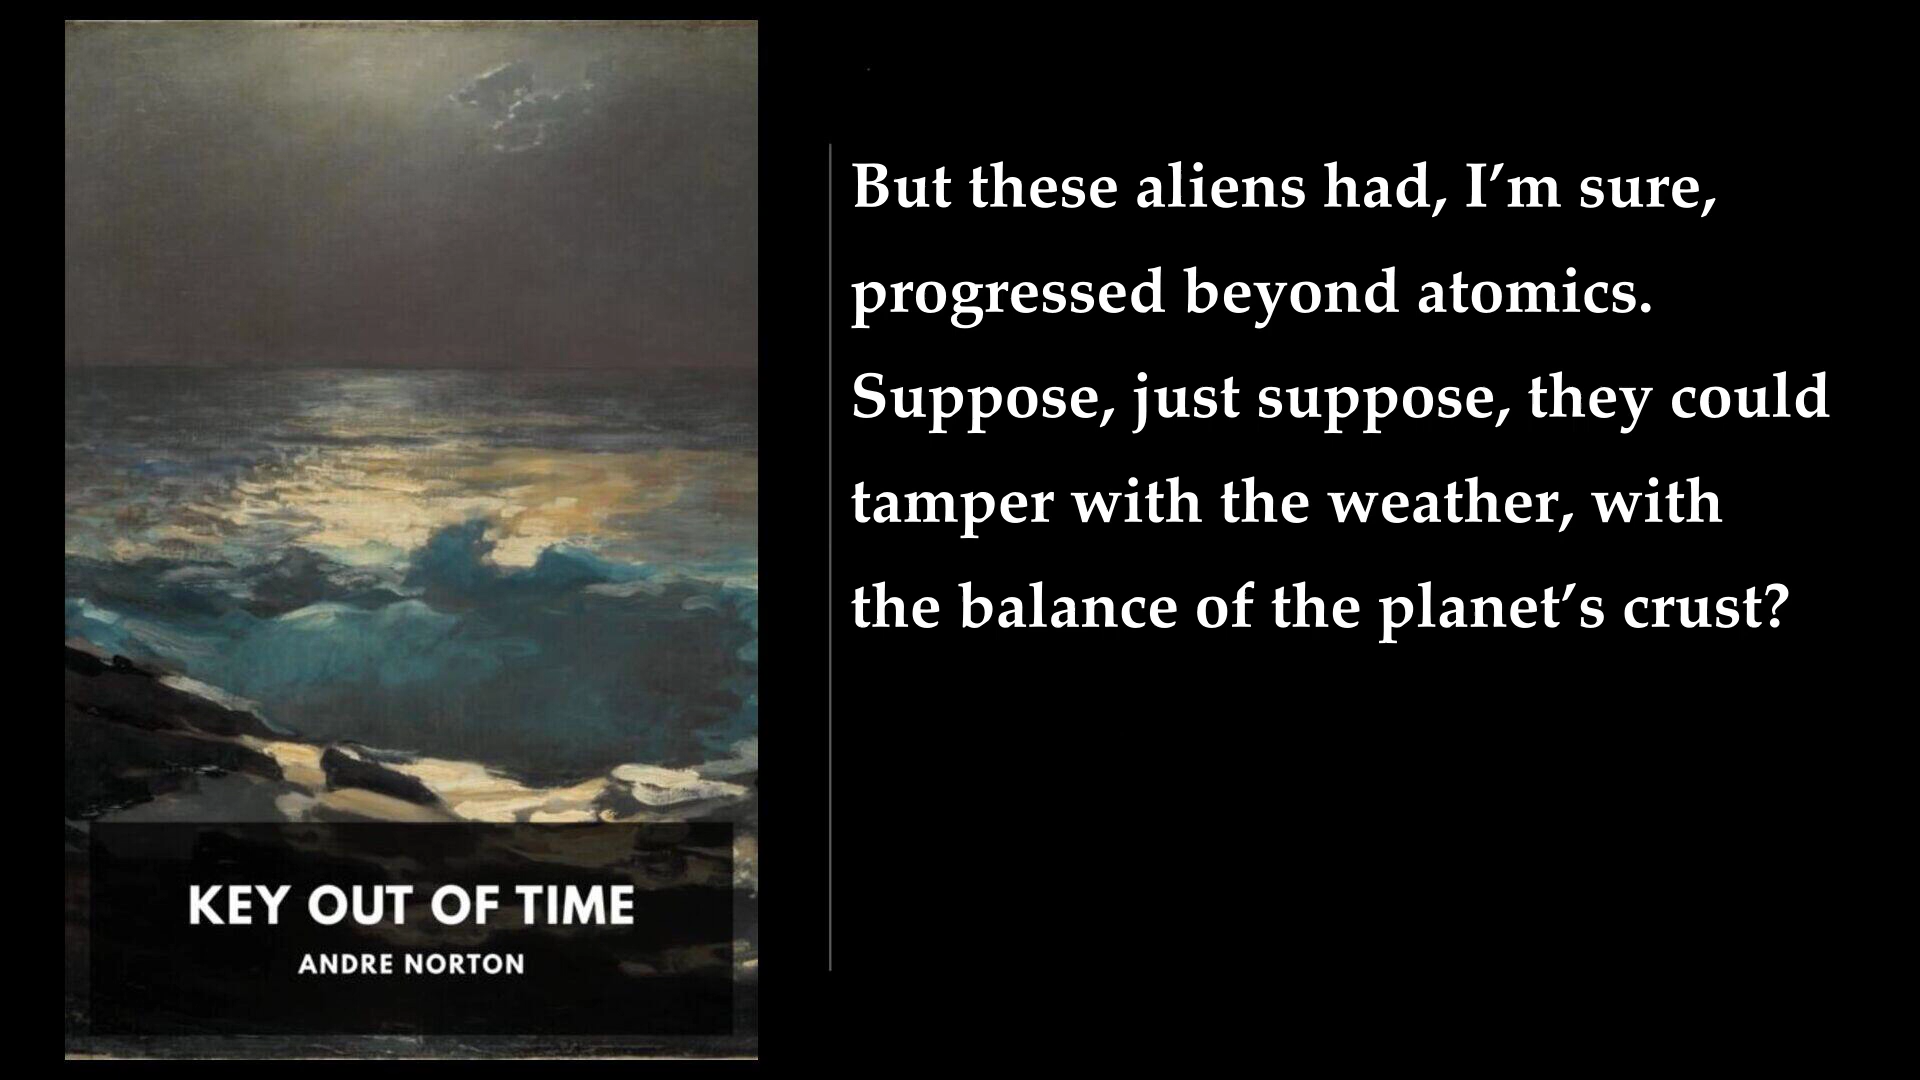 But these aliens had, I’m sure,
progressed beyond atomics.
Suppose, just suppose, they could
tamper with the weather, with
the balance of the planet’s crust?
KEY OUT OF TIME
ANDRE NORTON